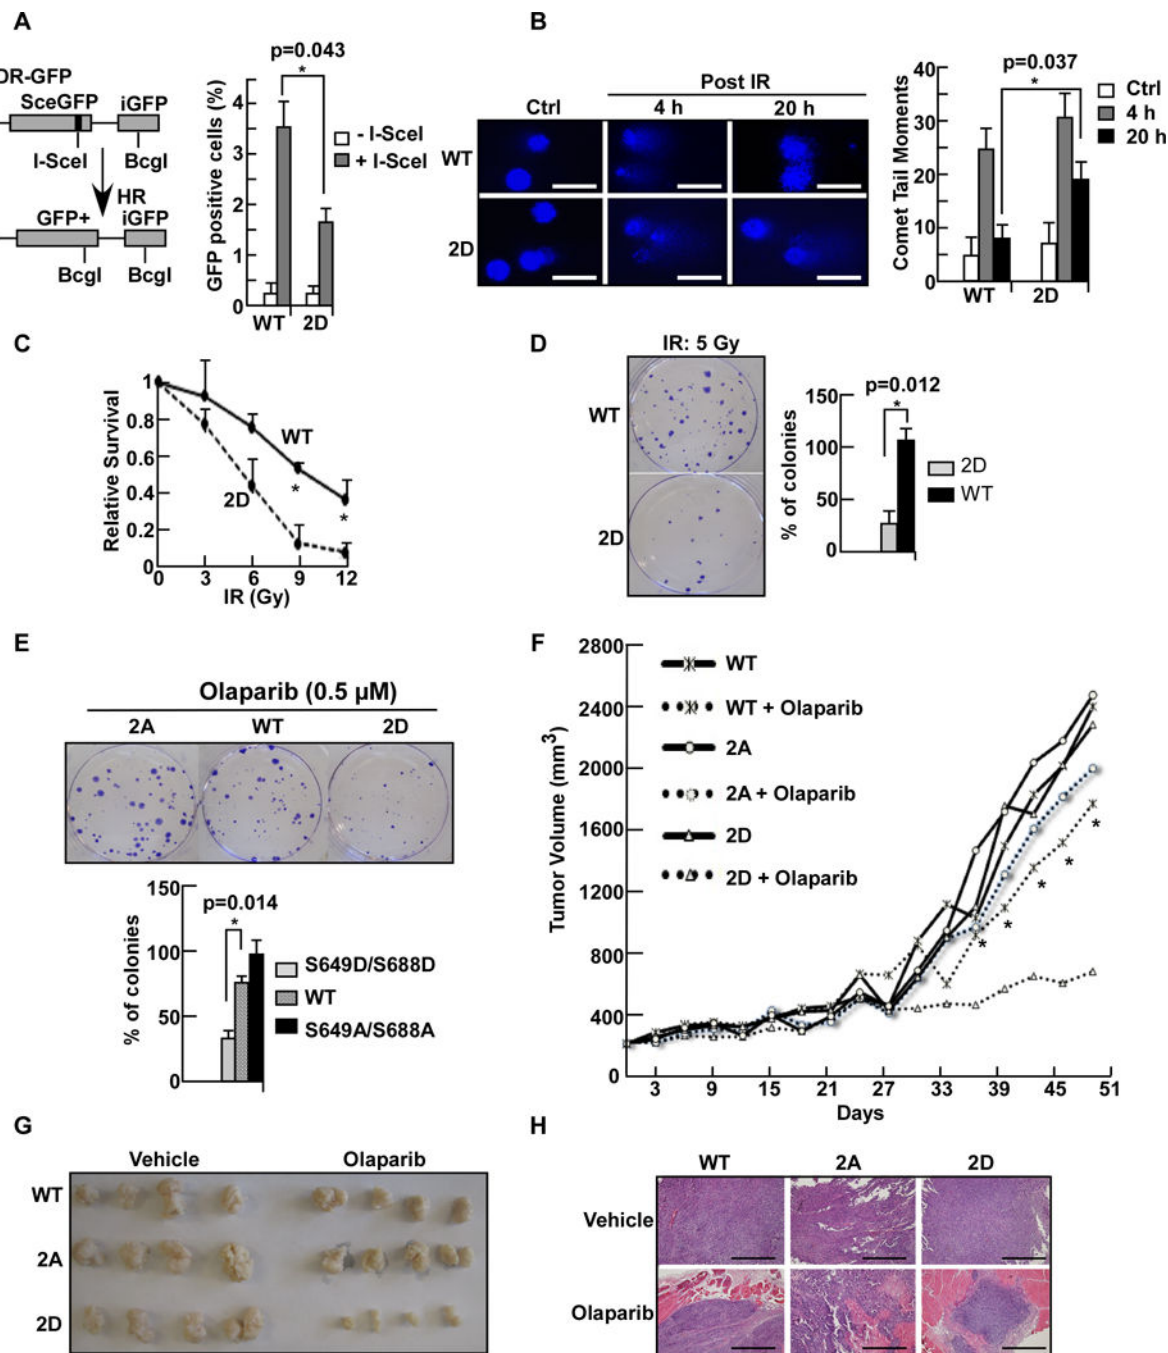 A
DR-GFP
SceGFP iGFP
I-SceI BcgI
HR
GFP+ iGFP
BcgI BcgI
p=0.043
*
GFP positive cells (%)
4
3
2
1
0
WT 2D
- I-SceI
+ I-SceI
B
Post IR
Ctrl 4 h 20 h
WT
2D
p=0.037
*
Comet Tail Moments
40
30
20
10
0
WT 2D
Ctrl
4 h
20 h
C
Relative Survival
1
0.8
0.6
0.4
0.2
0
WT
2D
*
*
0 3 6 9 12
IR (Gy)
D
IR: 5 Gy
WT
2D
p=0.012
*
% of colonies
150
100
50
0
2D
WT
E
Olaparib (0.5 µM)
2A WT 2D
p=0.014
*
% of colonies
150
100
50
0
S649D/S688D
WT
S649A/S688A
F
Tumor Volume (mm3)
2800
2400
2000
1600
1200
800
400
0
WT
WT + Olaparib
2A
2A + Olaparib
2D
2D + Olaparib
* * * * *
3 9 15 21 27 33 39 45 51
Days
G
Vehicle Olaparib
WT
2A
2D
H
WT 2A 2D
Vehicle
Olaparib